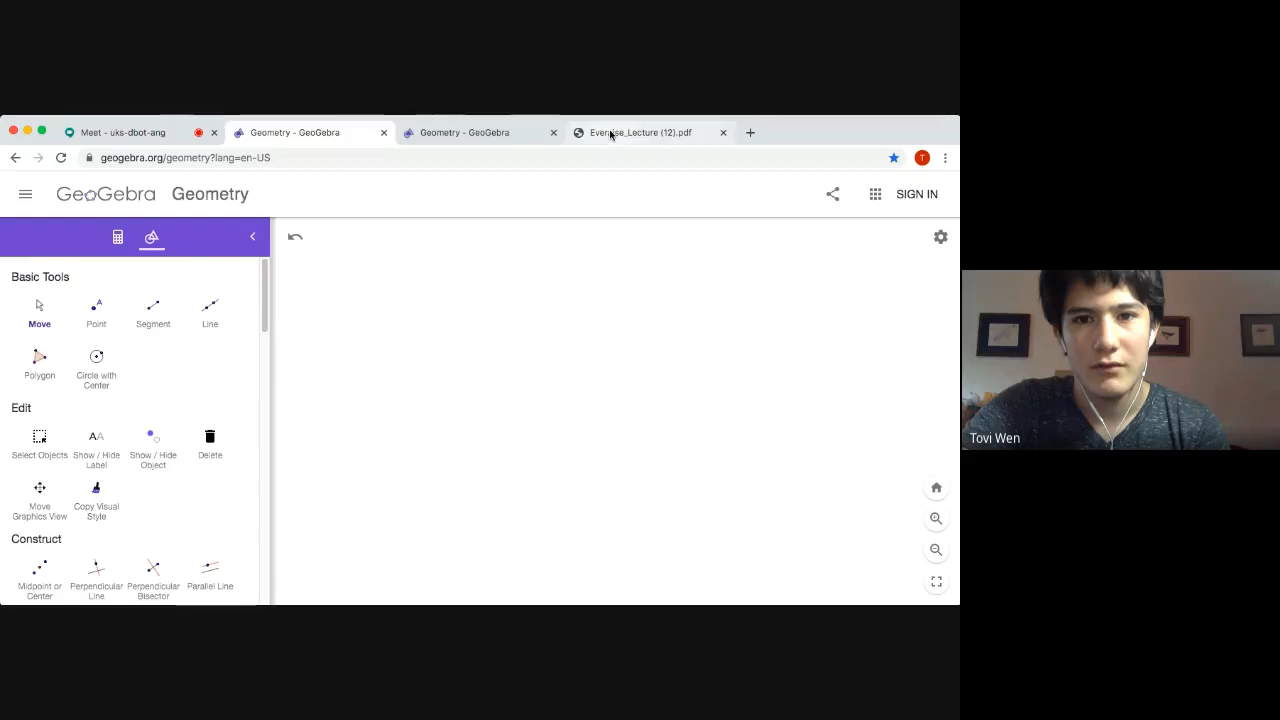 Meet - uks-dbot-ang
Geometry - GeoGebra
Geometry - GeoGebra
Lecture (12).pdf
geogebra.org/geometry?lang=en-US
T
GeoGebra Geometry
SIGN IN
Basic Tools
Move
Point
Segment
Line
Polygon
Circle with
Center
Edit
Select Objects
Show / Hide
Label
Show / Hide
Object
Delete
Move
Graphics View
Copy Visual
Style
Construct
Midpoint or
Center
Perpendicular
Line
Perpendicular
Bisector
Parallel Line
Tovi Wen